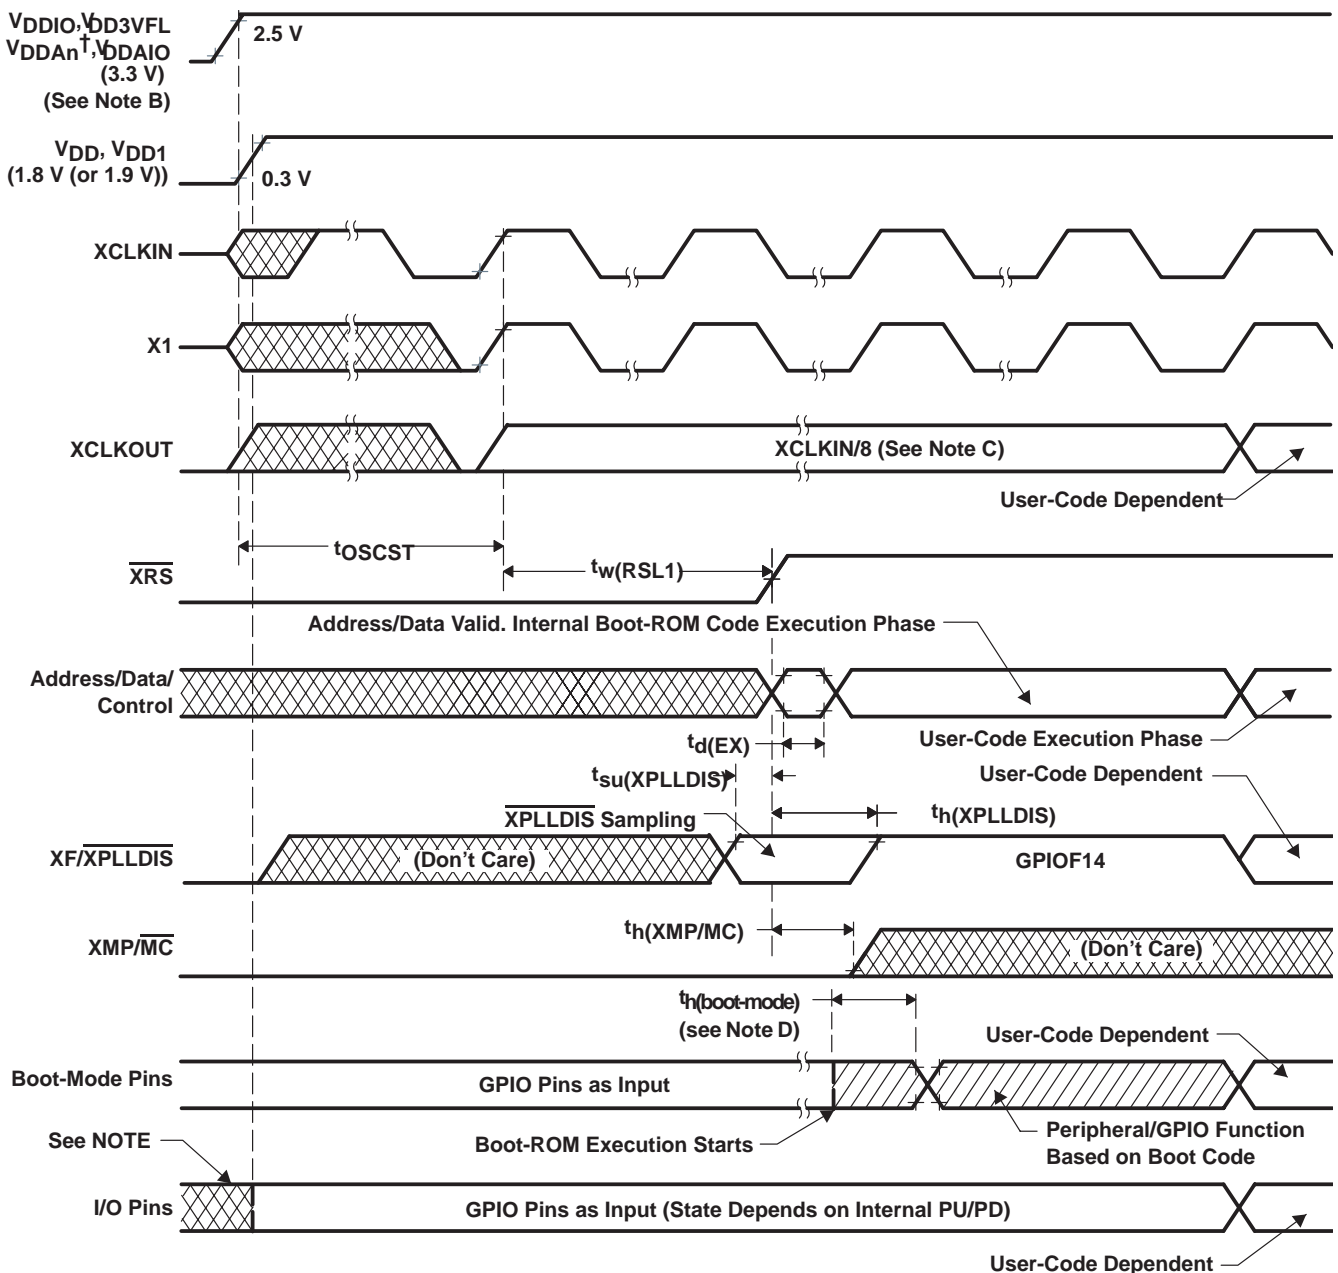 VDDIO, VDD3VFL
VDDAn†, VDDAIO
(3.3 V)
(See Note B)
2.5 V
VDD, VDD1
(1.8 V (or 1.9 V))
0.3 V
XCLKIN
X1
XCLKOUT
XCLKIN/8 (See Note C)
User-Code Dependent
tOSCST
XRS
tw(RSL1)
Address/Data Valid. Internal Boot-ROM Code Execution Phase
Address/Data/
Control
td(EX)
User-Code Execution Phase
tsu(XPLLDIS)
User-Code Dependent
XPLLDIS Sampling
th(XPLLDIS)
XF/XPLLDIS
(Don't Care)
GPIOF14
th(XMP/MC)
XMP/MC
(Don't Care)
th(boot-mode)
(see Note D)
User-Code Dependent
Boot-Mode Pins
GPIO Pins as Input
See NOTE
Boot-ROM Execution Starts
Peripheral/GPIO Function
Based on Boot Code
I/O Pins
GPIO Pins as Input (State Depends on Internal PU/PD)
User-Code Dependent